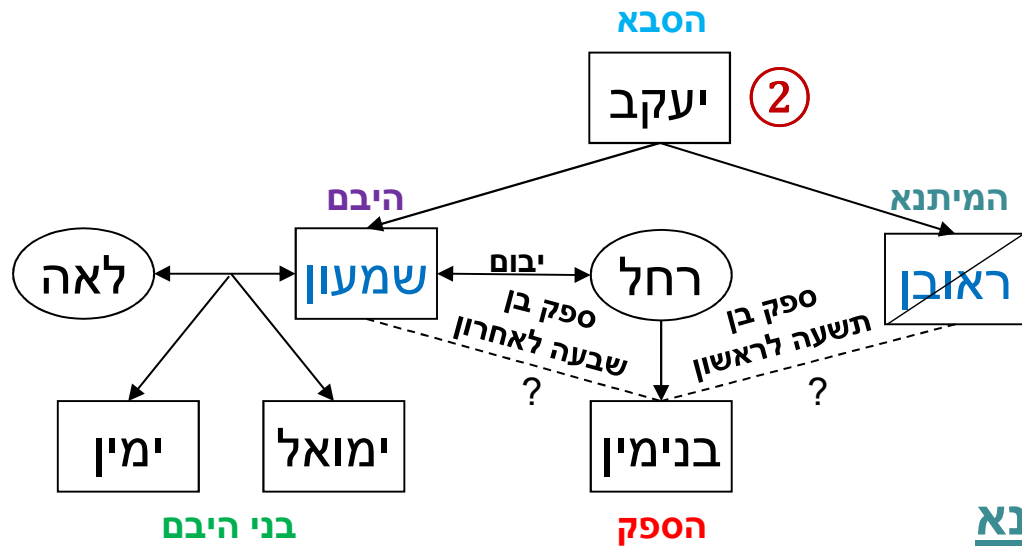 הסבא
יעקב
2
היבם
המיתנא
לאה
שמעון
יבום
רחל
ראובן
ספק בן
שבעה לאחרון
?
ספק בן
תשעה לראשון
?
ימין
ימואל
בנימין
בני היבם
הספק
נא